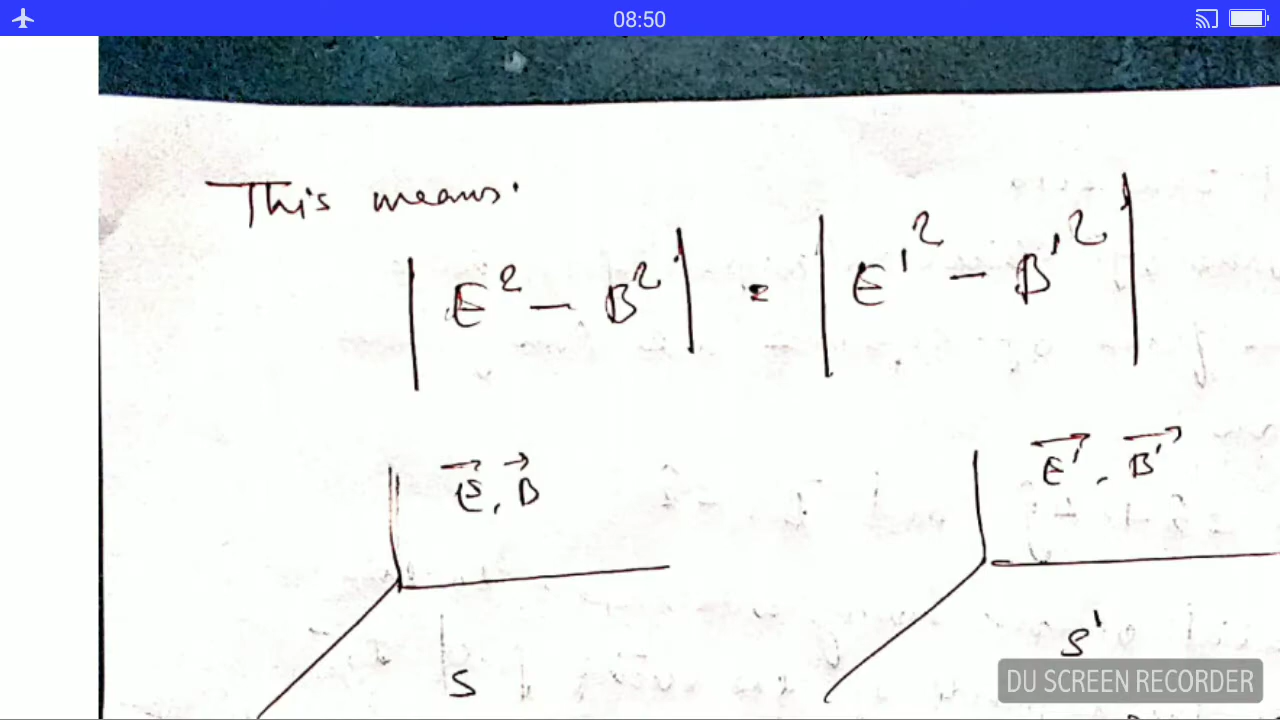 08:50
This means:
| E² – B² | = | E'² – B'² |
E⃗, B⃗
E⃗', B⃗'
S
S'
DU SCREEN RECORDER